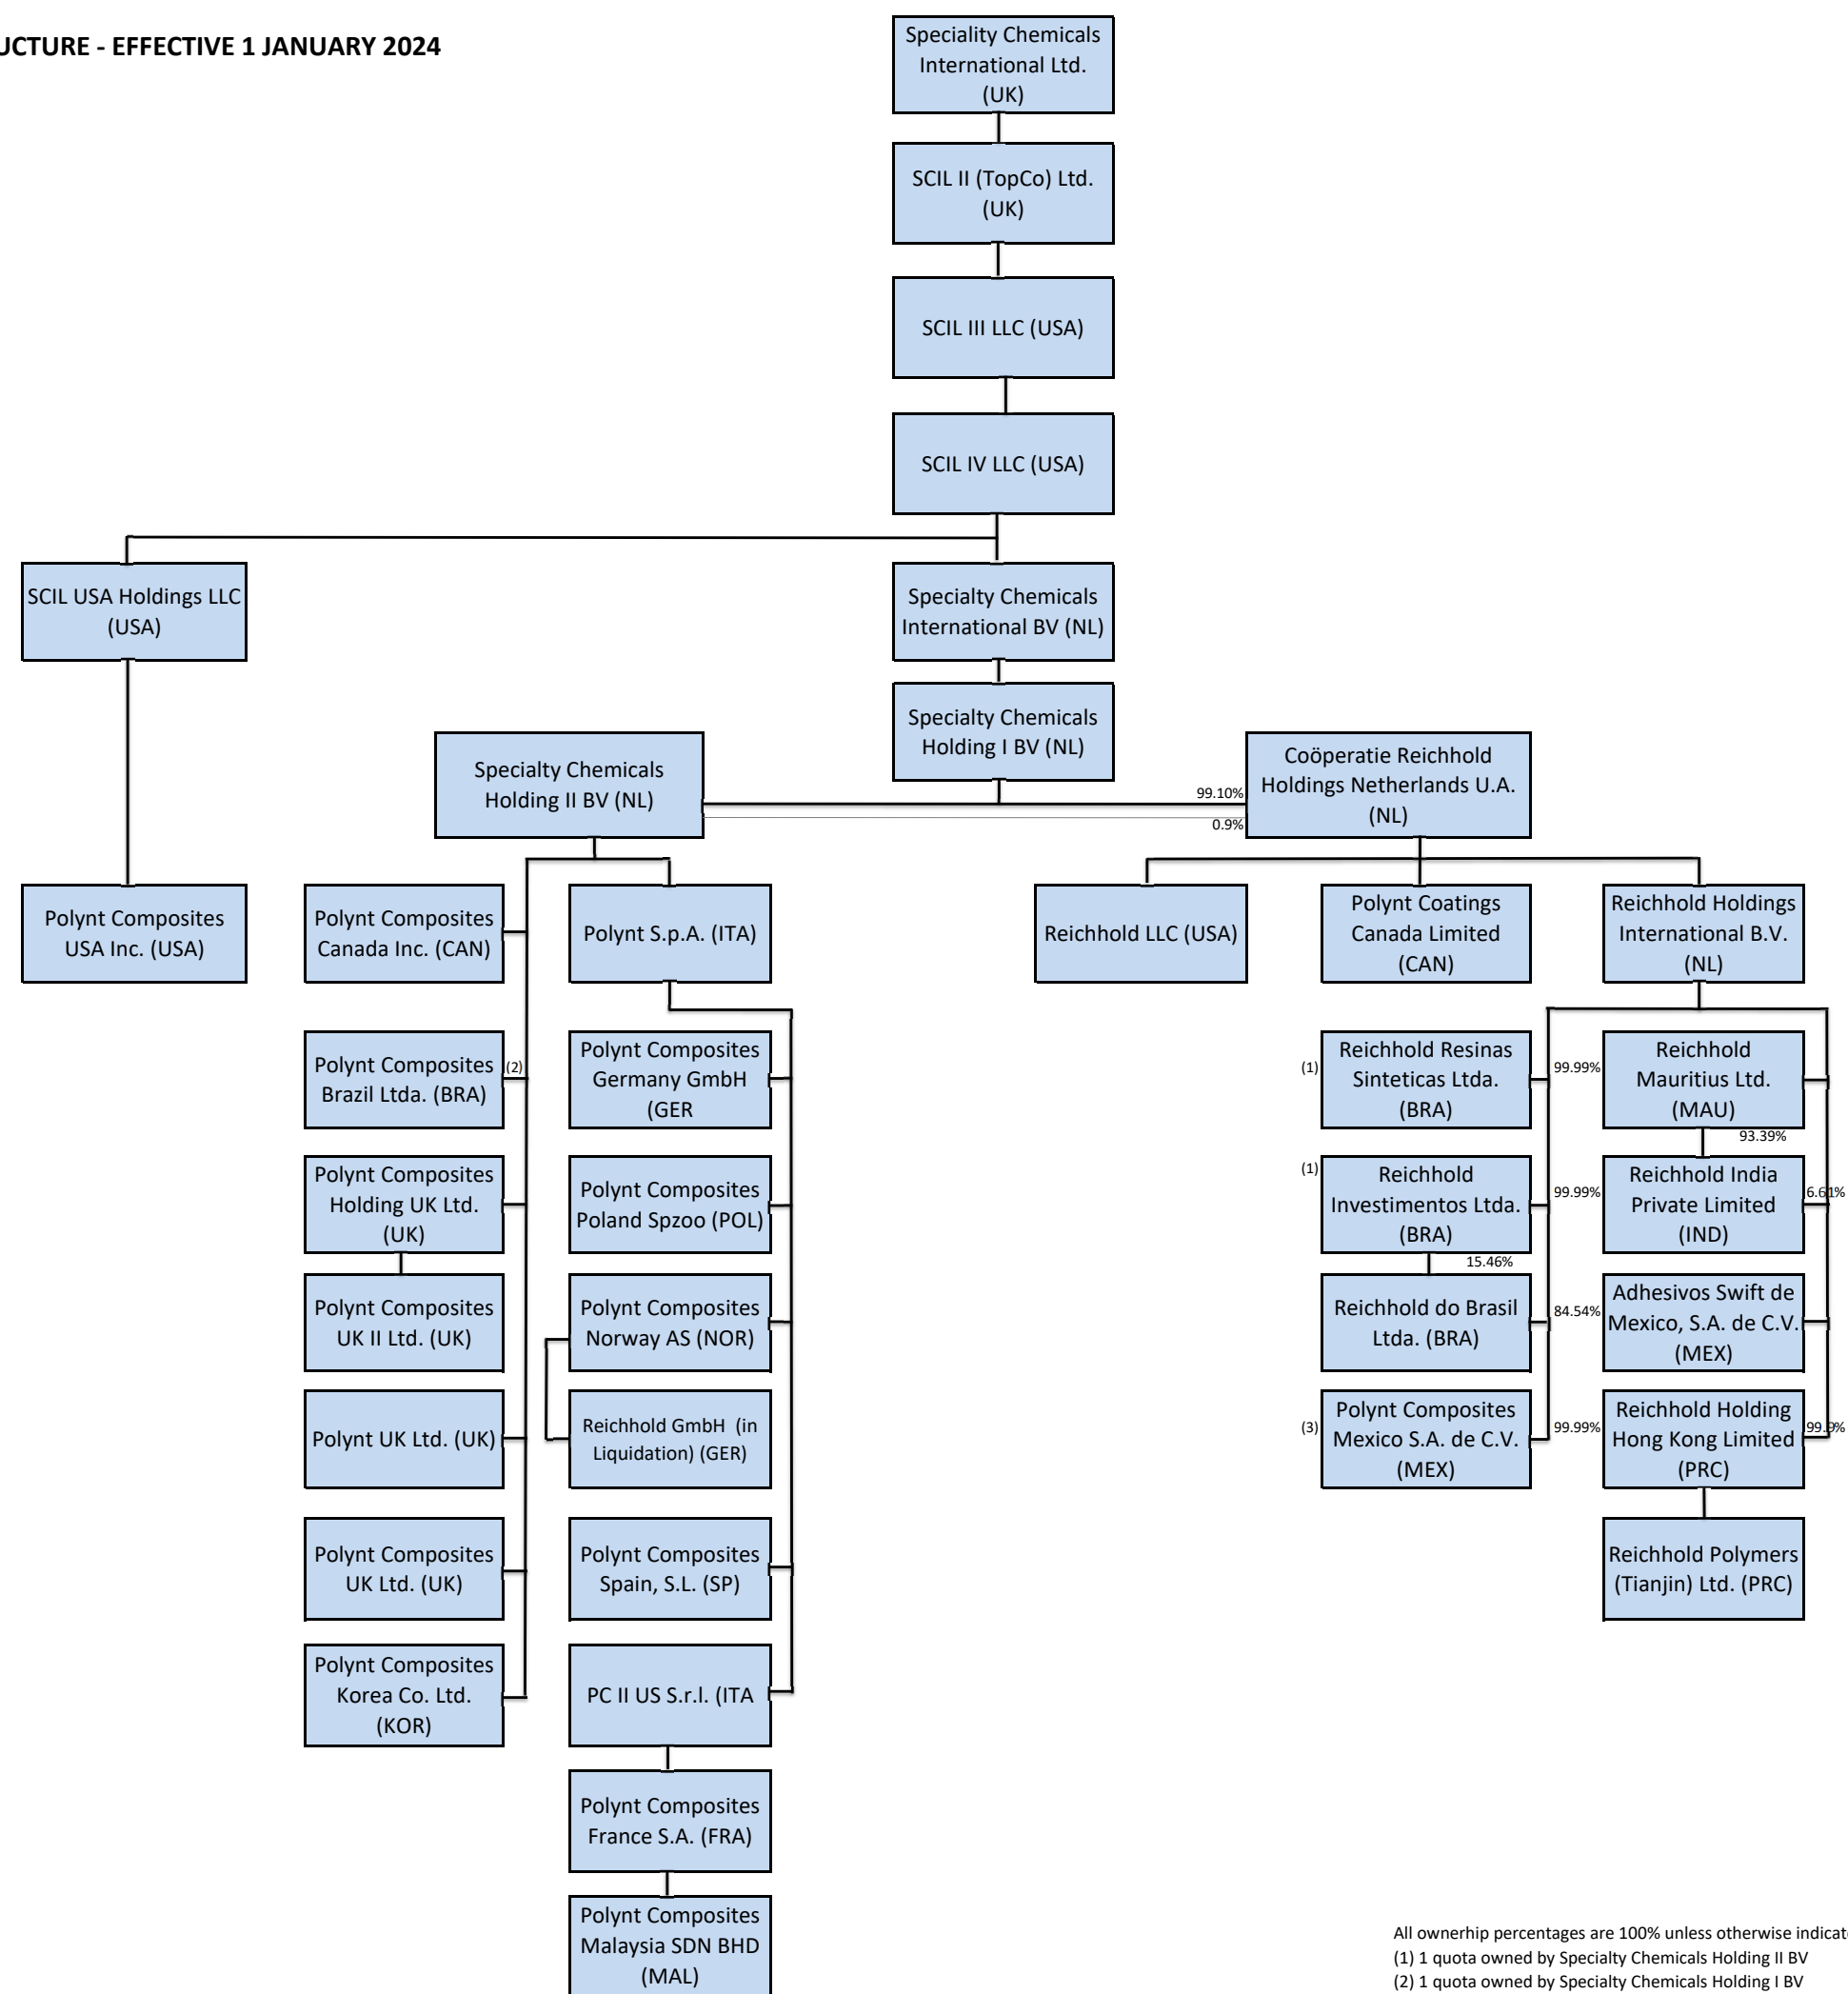 UCTURE - EFFECTIVE 1 JANUARY 2024
Speciality Chemicals
International Ltd.
(UK)
SCIL II (TopCo) Ltd.
(UK)
SCIL III LLC (USA)
SCIL IV LLC (USA)
SCIL USA Holdings LLC
(USA)
Specialty Chemicals
International BV (NL)
Specialty Chemicals
Holding I BV (NL)
Specialty Chemicals
Holding II BV (NL)
99.10%
0.9%
Coöperatie Reichhold
Holdings Netherlands U.A.
(NL)
Polynt Composites
USA Inc. (USA)
Polynt Composites
Canada Inc. (CAN)
Polynt S.p.A. (ITA)
Reichhold LLC (USA)
Polynt Coatings
Canada Limited
(CAN)
Reichhold Holdings
International B.V.
(NL)
Polynt Composites
Brazil Ltda. (BRA)
(2)
Polynt Composites
Germany GmbH
(GER
(1)
Reichhold Resinas
Sinteticas Ltda.
(BRA)
99.99%
Reichhold
Mauritius Ltd.
(MAU)
93.39%
Polynt Composites
Holding UK Ltd.
(UK)
Polynt Composites
Poland Spzoo (POL)
(1)
Reichhold
Investimentos Ltda.
(BRA)
99.99%
15.46%
Reichhold India
Private Limited
(IND)
6.61%
Polynt Composites
UK II Ltd. (UK)
Polynt Composites
Norway AS (NOR)
Reichhold do Brasil
Ltda. (BRA)
84.54%
Adhesivos Swift de
Mexico, S.A. de C.V.
(MEX)
Polynt UK Ltd. (UK)
Reichhold GmbH (in
Liquidation) (GER)
(3)
Polynt Composites
Mexico S.A. de C.V.
(MEX)
99.99%
Reichhold Holding
Hong Kong Limited
(PRC)
99.9%
Polynt Composites
UK Ltd. (UK)
Polynt Composites
Spain, S.L. (SP)
Reichhold Polymers
(Tianjin) Ltd. (PRC)
Polynt Composites
Korea Co. Ltd.
(KOR)
PC II US S.r.l. (ITA
Polynt Composites
France S.A. (FRA)
Polynt Composites
Malaysia SDN BHD
(MAL)
All ownerhip percentages are 100% unless otherwise indicat
(1) 1 quota owned by Specialty Chemicals Holding II BV
(2) 1 quota owned by Specialty Chemicals Holding I BV